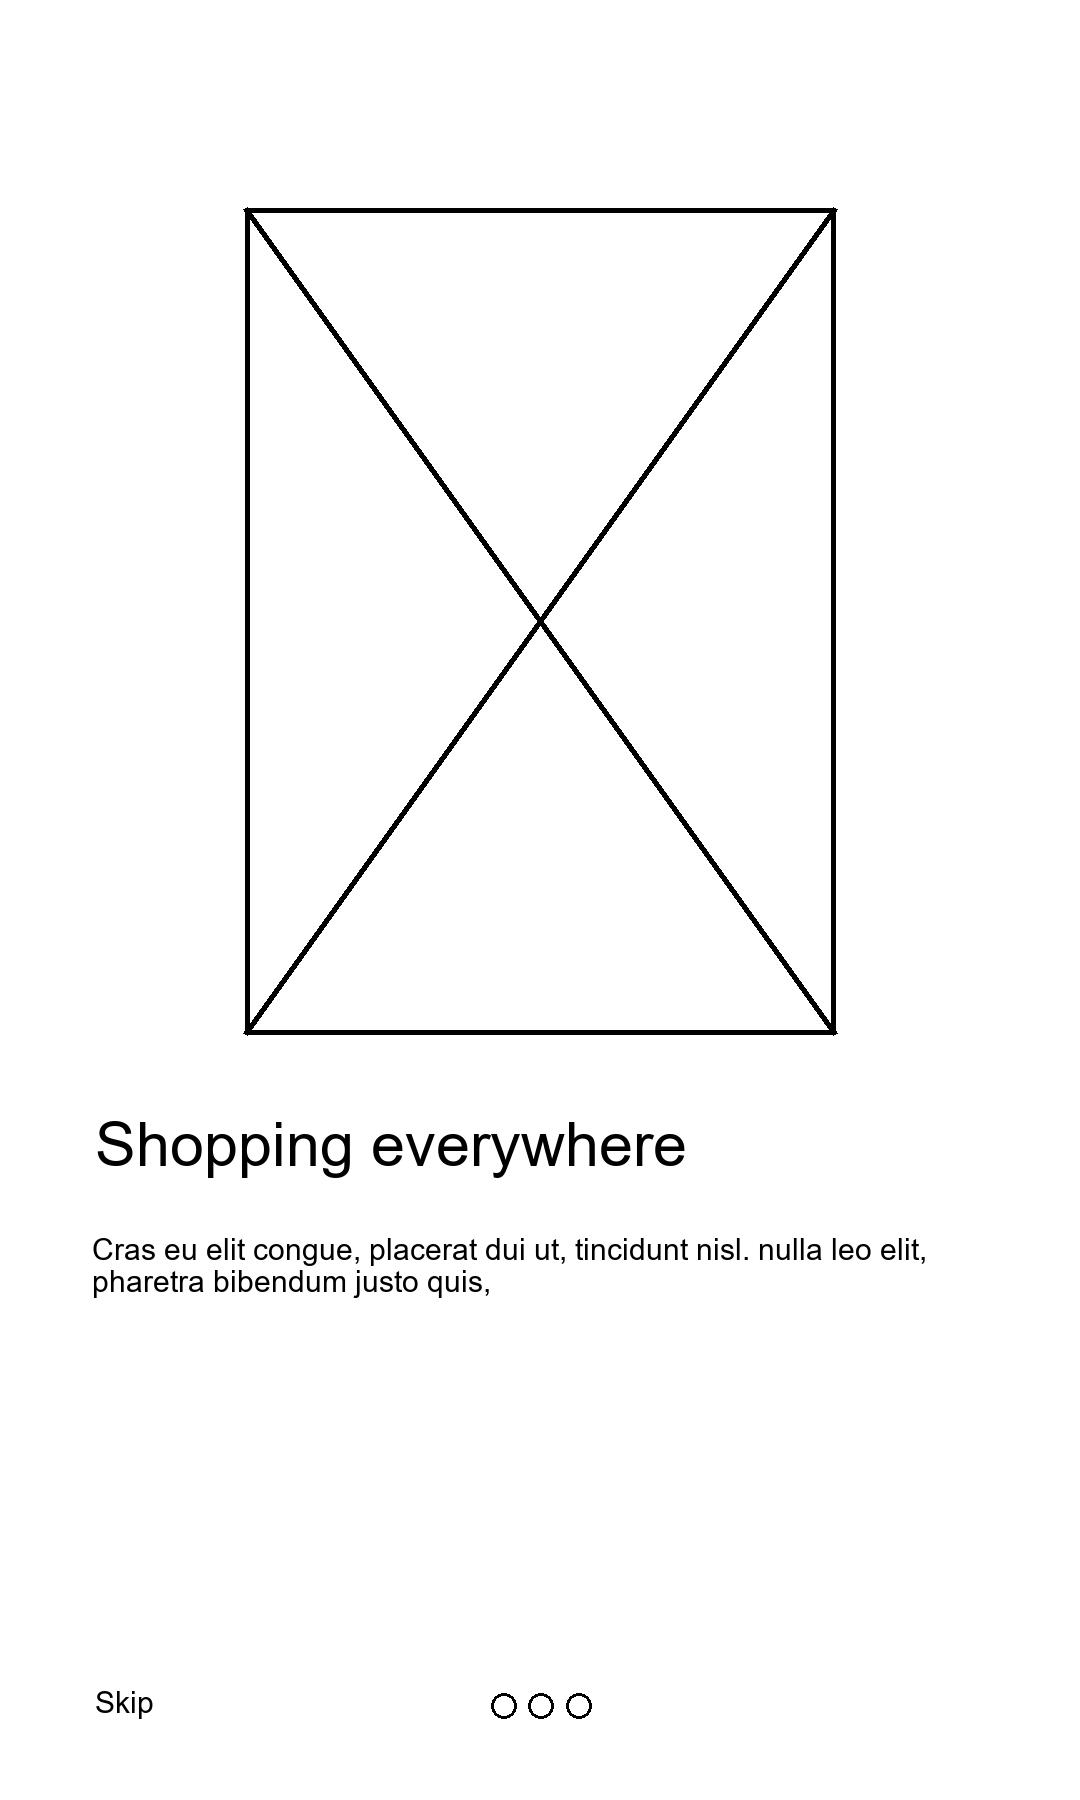 Shopping everywhere
Cras eu elit congue, placerat dui ut, tincidunt nisl. nulla leo elit,
pharetra bibendum justo quis,
Skip